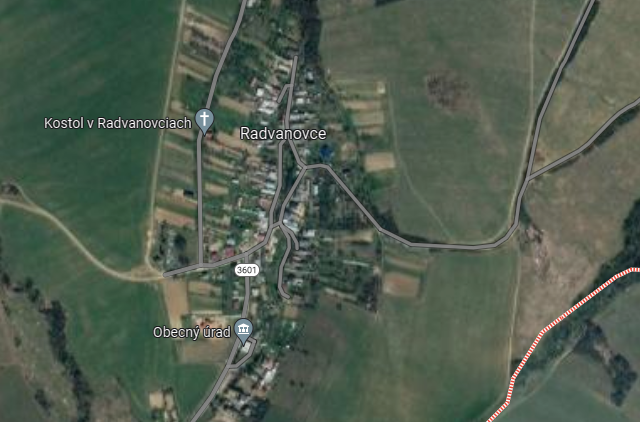 Kostol v Radvanovciach
Radvanovce
3601
Obecný úrad